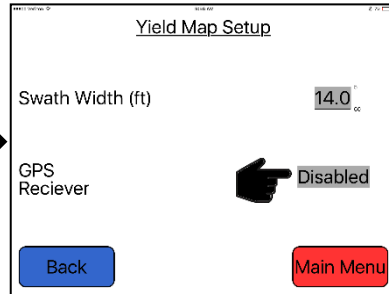 Yield Map Setup
Swath Width (ft) 14.0
GPS
Reciever
Disabled
Back Main Menu